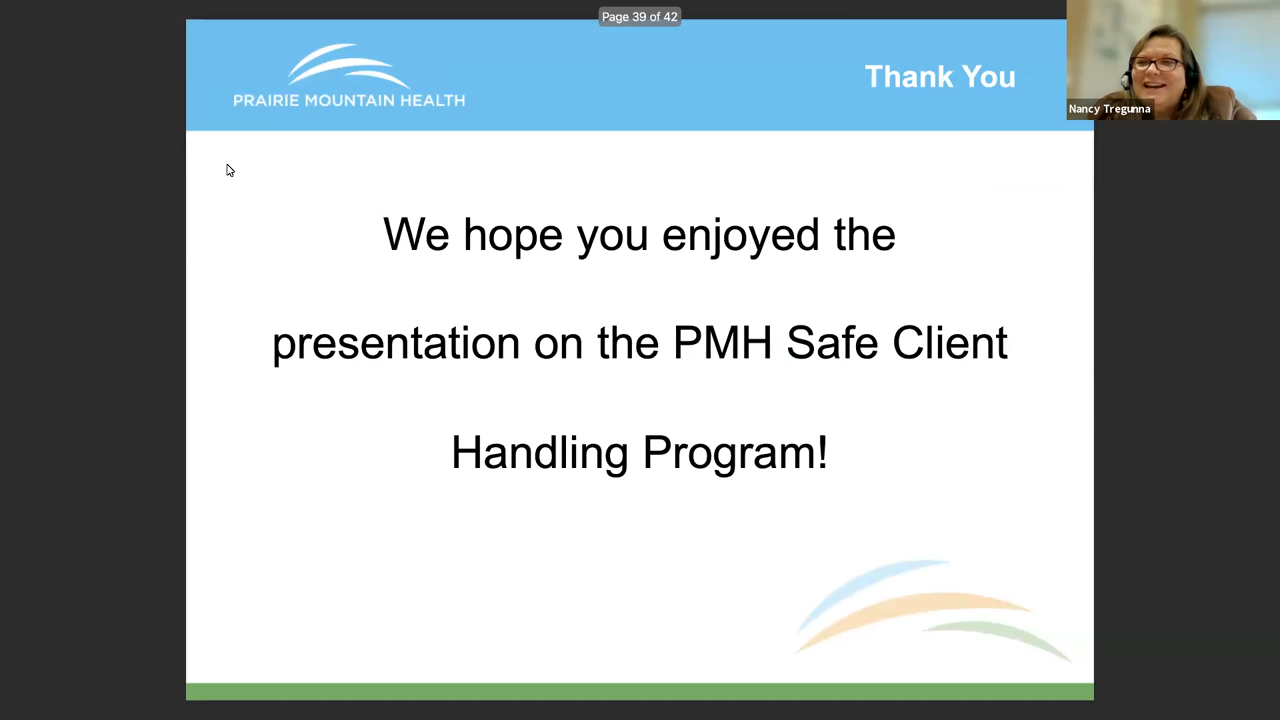 Page 39 of 42
PRAIRIE MOUNTAIN HEALTH
Thank You
Nancy Tregunna
We hope you enjoyed the
presentation on the PMH Safe Client
Handling Program!